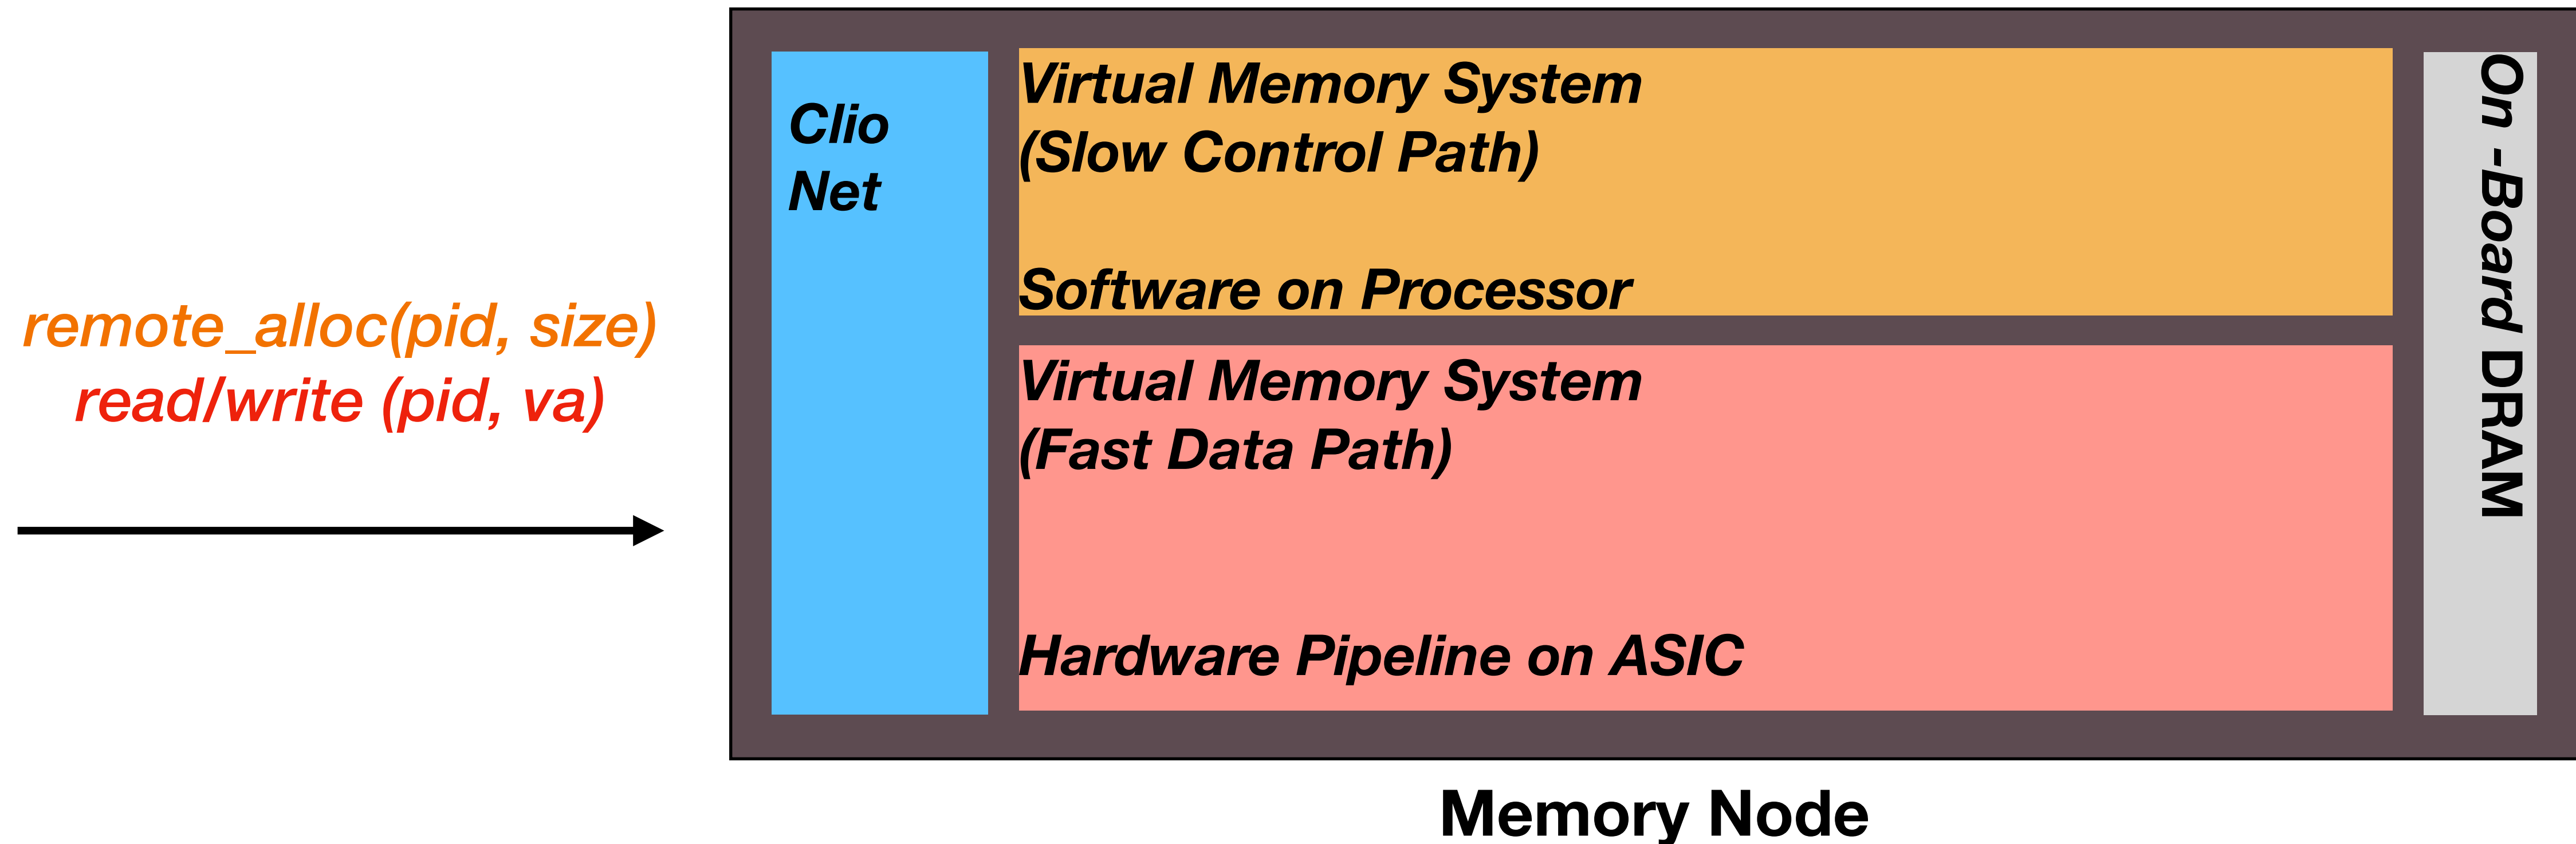 remote_alloc(pid, size)
read/write (pid, va)
Clio
Net
Virtual Memory System
(Slow Control Path)
Software on Processor
Virtual Memory System
(Fast Data Path)
Hardware Pipeline on ASIC
On -Board DRAM
Memory Node